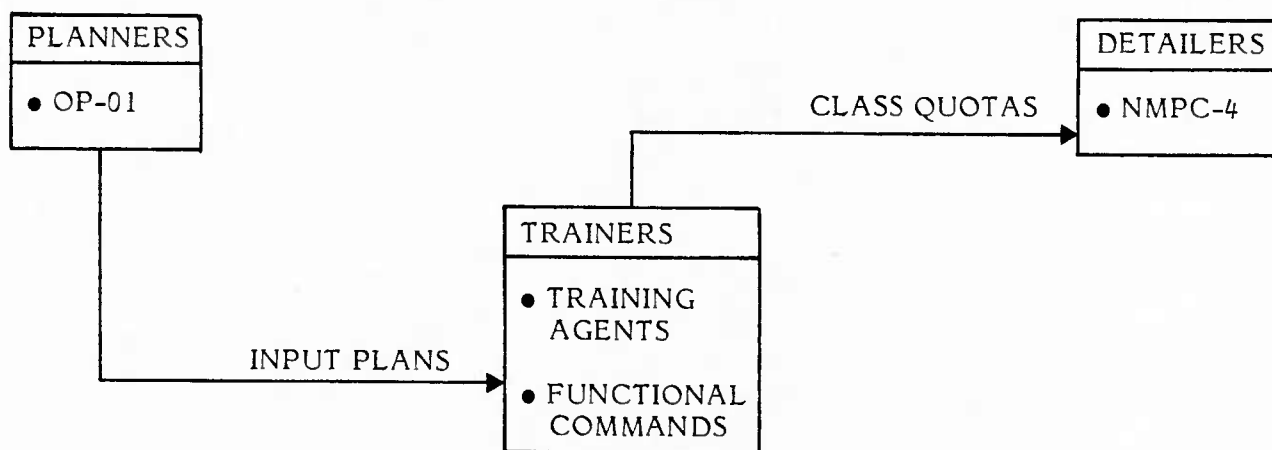 PLANNERS
● OP-01
DETAILERS
● NMPC-4
CLASS QUOTAS
TRAINERS
● TRAINING
AGENTS
● FUNCTIONAL
COMMANDS
INPUT PLANS